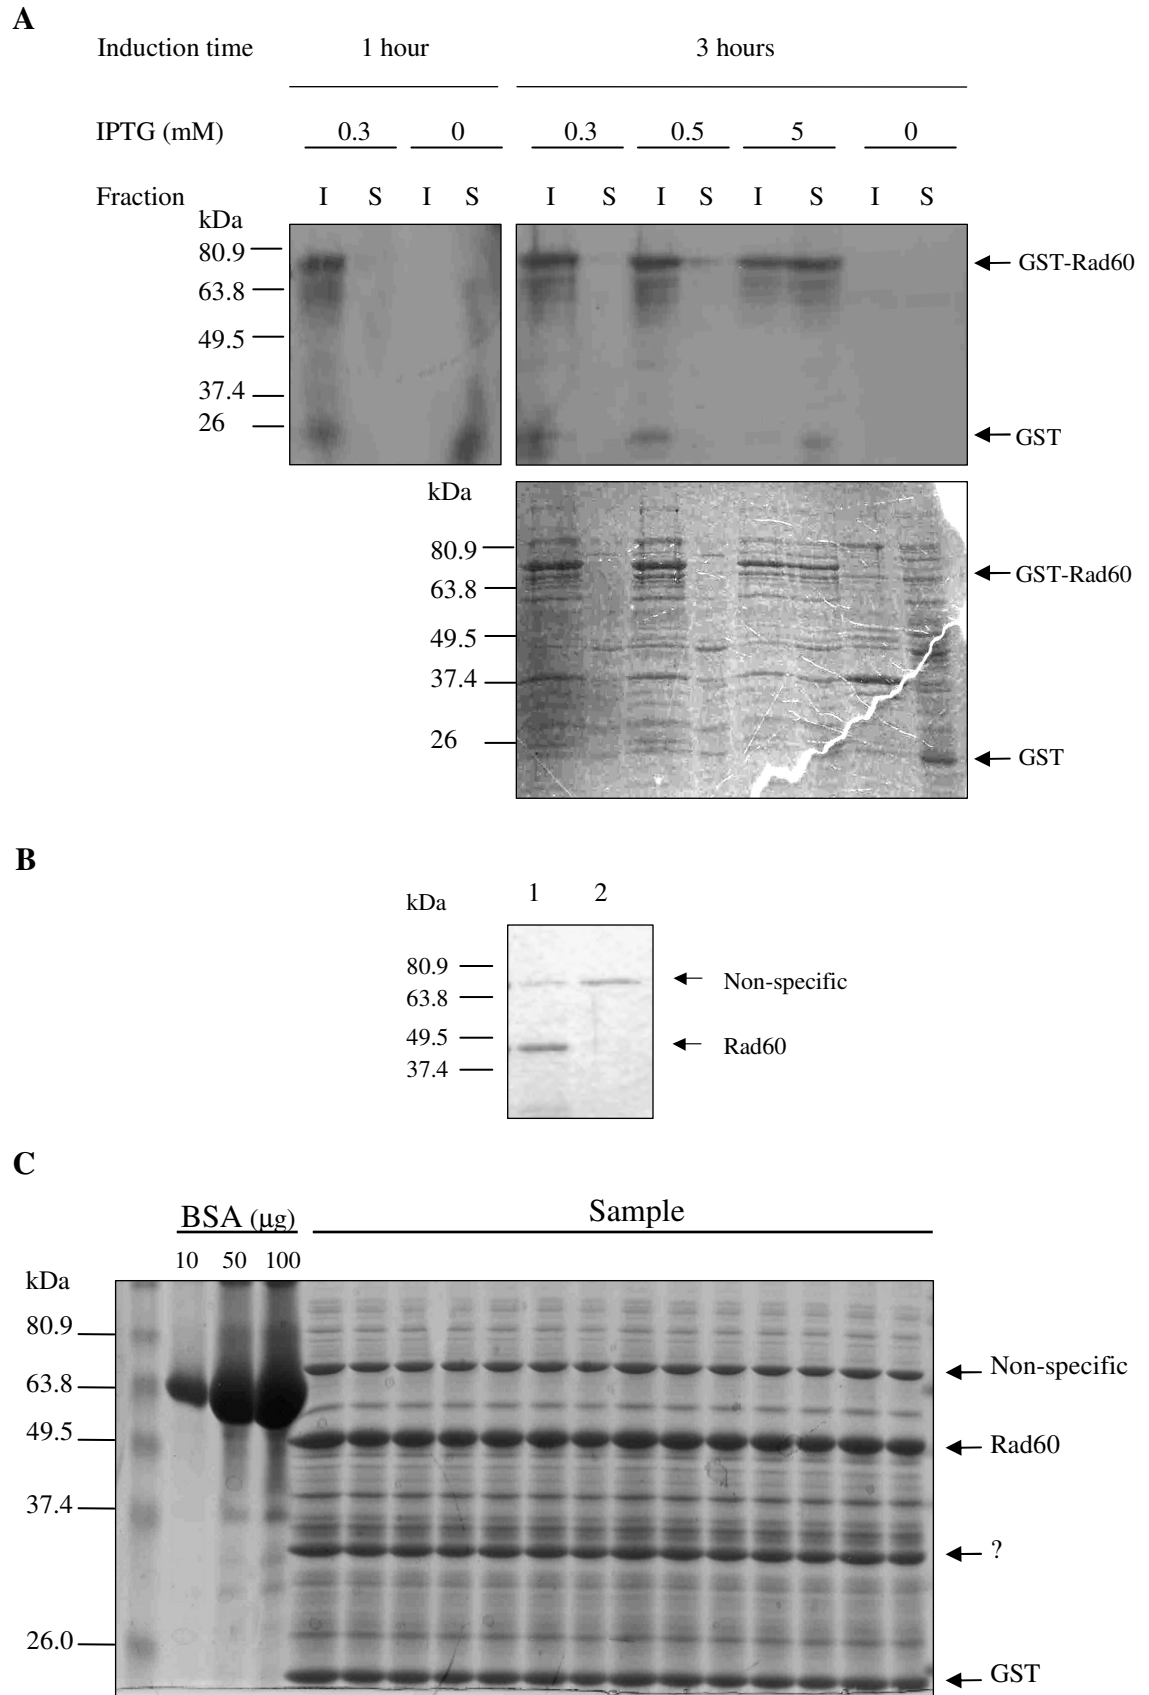 A
Induction time 1 hour 3 hours
IPTG (mM) 0.3 0 0.3 0.5 5 0
Fraction I S I S I S I S I S I S
kDa
80.9
63.8
49.5
37.4
26
GST-Rad60
GST
kDa
80.9
63.8
49.5
37.4
26
GST-Rad60
GST
B
kDa 1 2
80.9
63.8
49.5
37.4
Non-specific
Rad60
C
BSA (µg) Sample
10 50 100
kDa
80.9
63.8
49.5
37.4
26.0
Non-specific
Rad60
?
GST